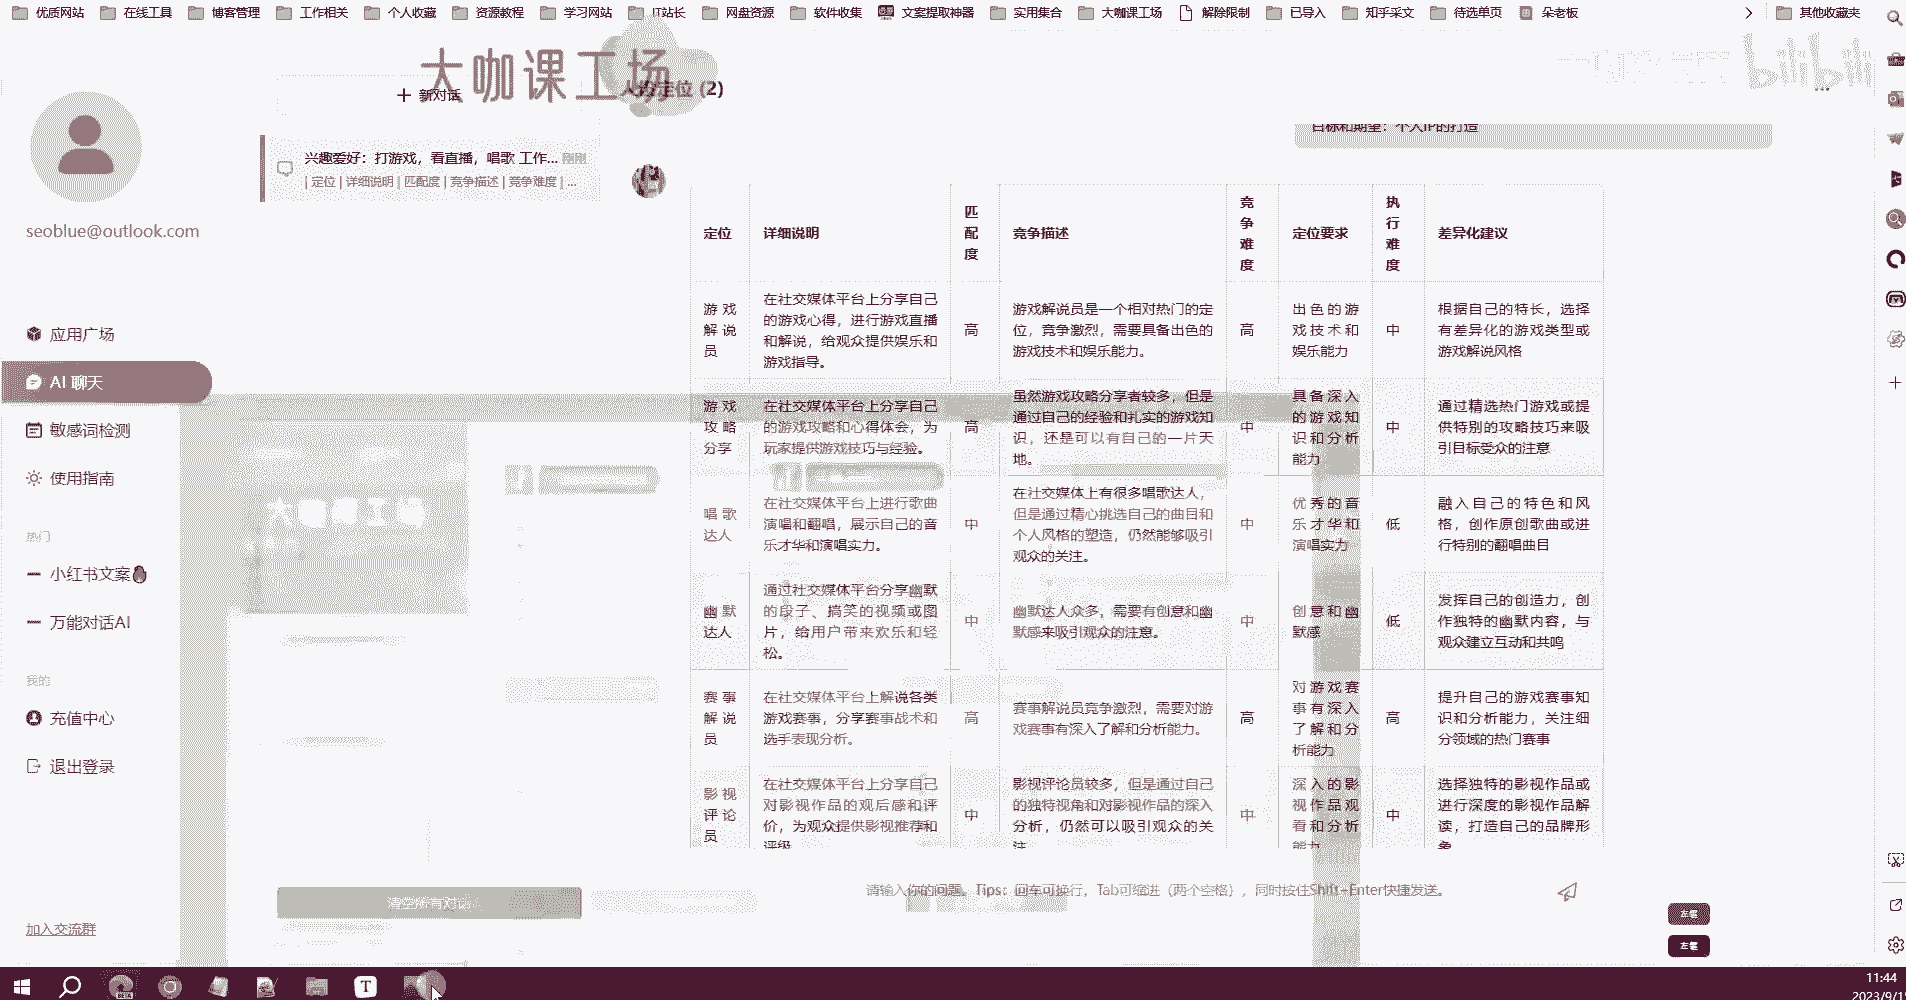 优质网站 在线工具 博客管理 工作相关 个人收藏 资源教程 学习网站 IT站长 网盘资源 软件收集 文案提取神器 实用集合 大咖课工场 解除限制 已导入 知乎采文 待选单页 朵老板 其他收藏夹
大咖课工场
bilibili
+ 新对话
定位 (2)
目标和期望：个人IP的打造
兴趣爱好：打游戏，看直播，唱歌 工作... 刚刚
| 定位 | 详细说明 | 匹配度 | 竞争描述 | 竞争难度 | ...
seoblue@outlook.com
应用广场
AI 聊天
敏感词检测
使用指南
热门
小红书文案
万能对话AI
我的
充值中心
退出登录
加入交流群
定位
详细说明
匹
配
度
竞争描述
竞
争
难
度
定位要求
执
行
难
度
差异化建议
游戏
解说
员
在社交媒体平台上分享自己
的游戏心得，进行游戏直播
和解说，给观众提供娱乐和
游戏指导。
高
游戏解说员是一个相对热门的定
位，竞争激烈，需要具备出色的
游戏技术和娱乐能力。
高
出色的游
戏技术和
娱乐能力
中
根据自己的特长，选择
有差异化的游戏类型或
游戏解说风格
游戏
攻略
分享
在社交媒体平台上分享自己
的游戏攻略和心得体会，为
玩家提供游戏技巧与经验。
高
虽然游戏攻略分享者较多，但是
通过自己的经验和扎实的游戏知
识，还是可以有自己的一片天
地。
中
具备深入
的游戏知
识和分析
能力
中
通过精选热门游戏或提
供特别的攻略技巧来吸
引目标受众的注意
唱歌
达人
在社交媒体平台上进行歌曲
演唱和翻唱，展示自己的音
乐才华和演唱实力。
中
在社交媒体上有很多唱歌达人，
但是通过精心挑选自己的曲目和
个人风格的塑造，仍然能够吸引
观众的关注。
中
优秀的音
乐才华和
演唱实力
低
融入自己的特色和风
格，创作原创歌曲或进
行特别的翻唱曲目
幽默
达人
通过社交媒体平台分享幽默
的段子、搞笑的视频或图
片，给用户带来欢乐和轻
松。
中
幽默达人众多，需要有创意和幽
默感来吸引观众的注意。
中
创意和幽
默感
低
发挥自己的创造力，创
作独特的幽默内容，与
观众建立互动和共鸣
赛事
解说
员
在社交媒体平台上解说各类
游戏赛事，分享赛事战术和
选手表现分析。
高
赛事解说员竞争激烈，需要对游
戏赛事有深入了解和分析能力。
高
对游戏赛
事有深入
了解和分
析能力
高
提升自己的游戏赛事知
识和分析能力，关注细
分领域的热门赛事
影视
评论
员
在社交媒体平台上分享自己
对影视作品的观后感和评
价，为观众提供影视推荐和
评级
中
影视评论员较多，但是通过自己
的独特视角和对影视作品的深入
分析，仍然可以吸引观众的关
注
中
深入的影
视作品观
看和分析
能力
中
选择独特的影视作品或
进行深度的影视作品解
读，打造自己的品牌形
象
清空所有对话
请输入你的问题。Tips：回车可换行，Tab可缩进（两个空格），同时按住Shift+Enter快捷发送。
左键
左键
11:44